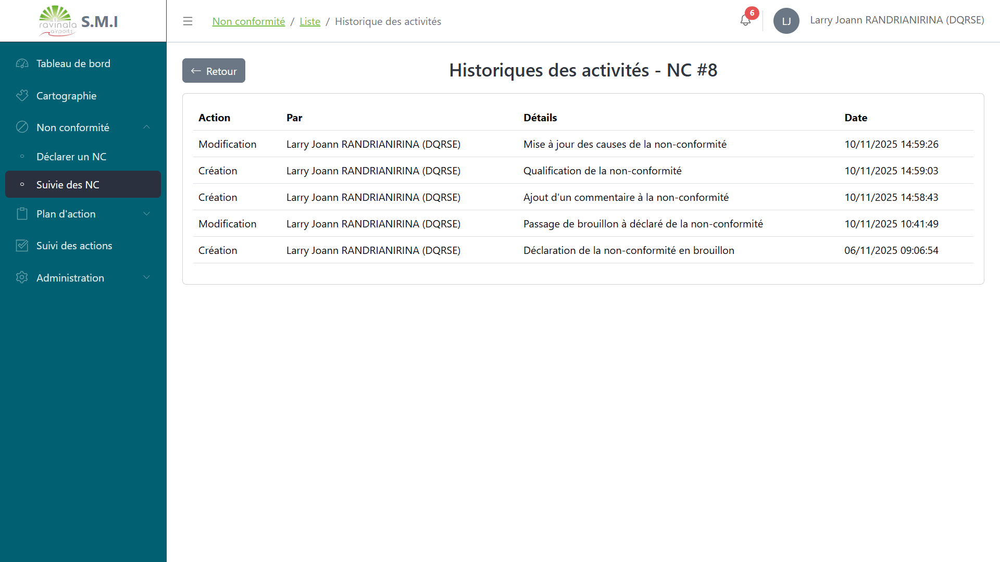 ravinala
airports
S.M.I
Non conformité / Liste / Historique des activités
6
LJ
Larry Joann RANDRIANIRINA (DQRSE)
Tableau de bord
Cartographie
Non conformité
Déclarer un NC
Suivie des NC
Plan d'action
Suivi des actions
Administration
Retour
Historiques des activités - NC #8
Action Par Détails Date
Modification Larry Joann RANDRIANIRINA (DQRSE) Mise à jour des causes de la non-conformité 10/11/2025 14:59:26
Création Larry Joann RANDRIANIRINA (DQRSE) Qualification de la non-conformité 10/11/2025 14:59:03
Création Larry Joann RANDRIANIRINA (DQRSE) Ajout d'un commentaire à la non-conformité 10/11/2025 14:58:43
Modification Larry Joann RANDRIANIRINA (DQRSE) Passage de brouillon à déclaré de la non-conformité 10/11/2025 10:41:49
Création Larry Joann RANDRIANIRINA (DQRSE) Déclaration de la non-conformité en brouillon 06/11/2025 09:06:54